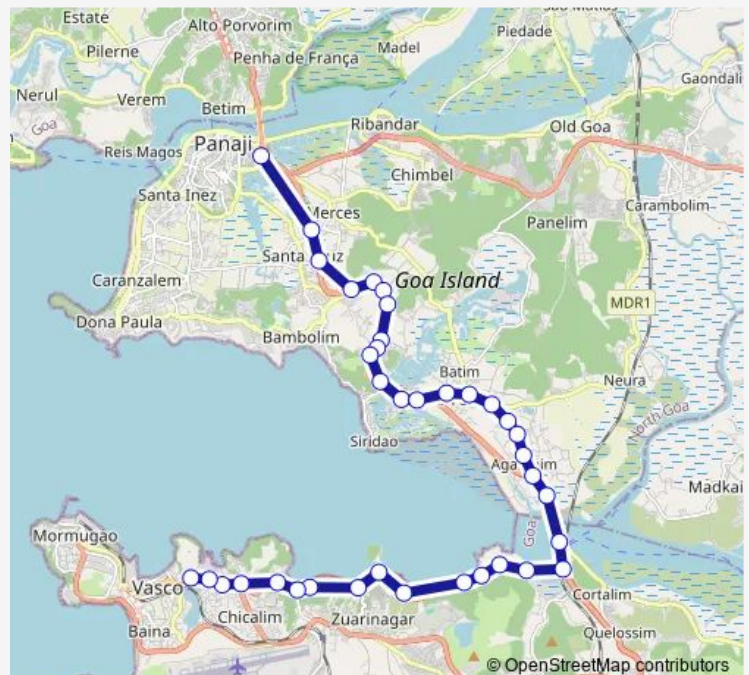 Estate
Alto Porvorim
Piedade
Pilerne
Penha de França
Madel
Gaondali
Nerul
Verem
Betim
Goa
Ribandar
Old Goa
Panaji
Reis Magos
Chimbel
Santa Inez
Merces
Carambolim
Panelim
Goa Island
Caranzalem
MDR1
Dona Paula
Bambolim
Batim
Neura
North Goa
Siridao
Madkai
Mormugao
Goa
Vasco
Cortalim
Chicalim
Zuarinagar
Baina
Quelossim
© OpenStreetMap contributors